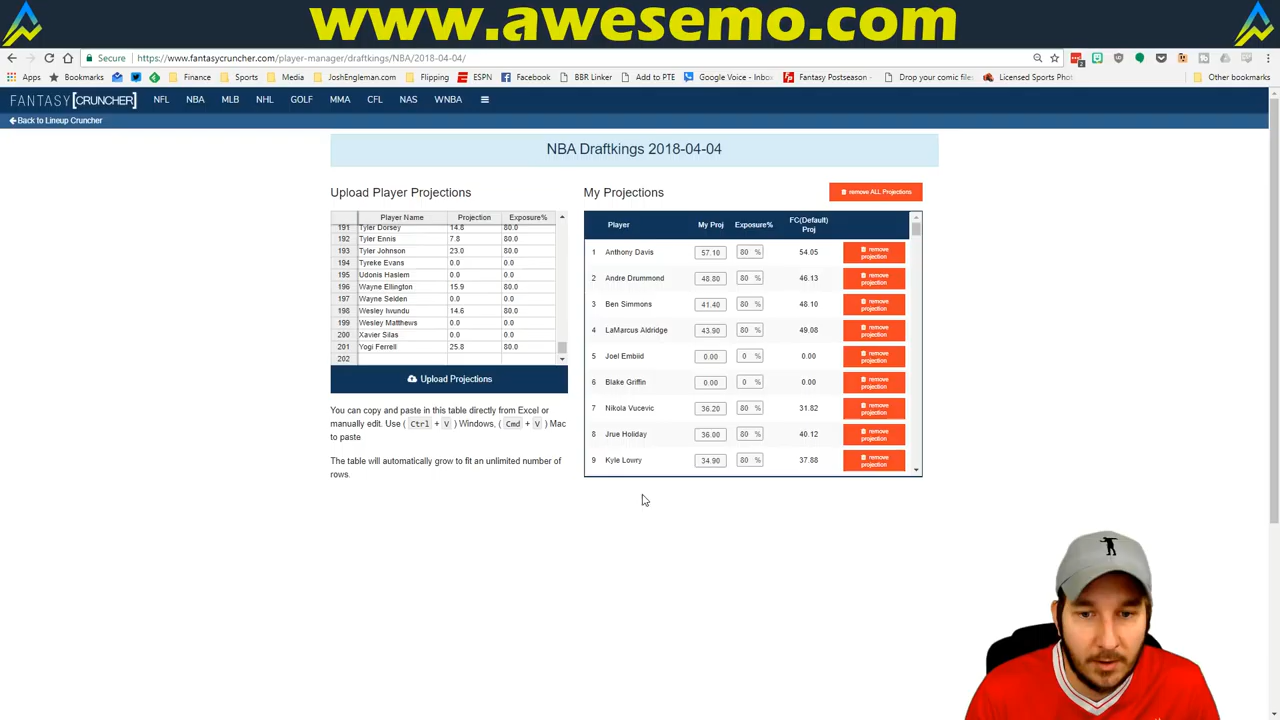 www.awesemo.com
Secure https://www.fantasycruncher.com/player-manager/draftkings/NBA/2018-04-04/
Apps Bookmarks Finance Sports Media JoshEngleman.com Flipping ESPN Facebook BBR Linker Add to PTE Google Voice - Inbox Fantasy Postseason Drop your comic file Licensed Sports Phot Other bookmarks
FANTASY [CRUNCHER] NFL NBA MLB NHL GOLF MMA CFL NAS WNBA
Back to Lineup Cruncher
NBA Draftkings 2018-04-04
Upload Player Projections
Player Name Projection Exposure%
191 Tyler Dorsey 14.8 80.0
192 Tyler Ennis 7.8 80.0
193 Tyler Johnson 23.0 80.0
194 Tyreke Evans 0.0 0.0
195 Udonis Haslem 0.0 0.0
196 Wayne Ellington 15.9 80.0
197 Wayne Selden 0.0 0.0
198 Wesley Iwundu 14.6 80.0
199 Wesley Matthews 0.0 0.0
200 Xavier Silas 0.0 0.0
201 Yogi Ferrell 25.8 80.0
202
Upload Projections
You can copy and paste in this table directly from Excel or
manually edit. Use ( Ctrl + V ) Windows, ( Cmd + V ) Mac
to paste
The table will automatically grow to fit an unlimited number of
rows.
My Projections
remove ALL Projections
Player My Proj Exposure% FC(Default) Proj
1 Anthony Davis 57.10 80 % 54.05 remove projection
2 Andre Drummond 48.80 80 % 46.13 remove projection
3 Ben Simmons 41.40 80 % 48.10 remove projection
4 LaMarcus Aldridge 43.90 80 % 49.08 remove projection
5 Joel Embiid 0.00 0 % 0.00 remove projection
6 Blake Griffin 0.00 0 % 0.00 remove projection
7 Nikola Vucevic 36.20 80 % 31.82 remove projection
8 Jrue Holiday 36.00 80 % 40.12 remove projection
9 Kyle Lowry 34.90 80 % 37.88 remove projection